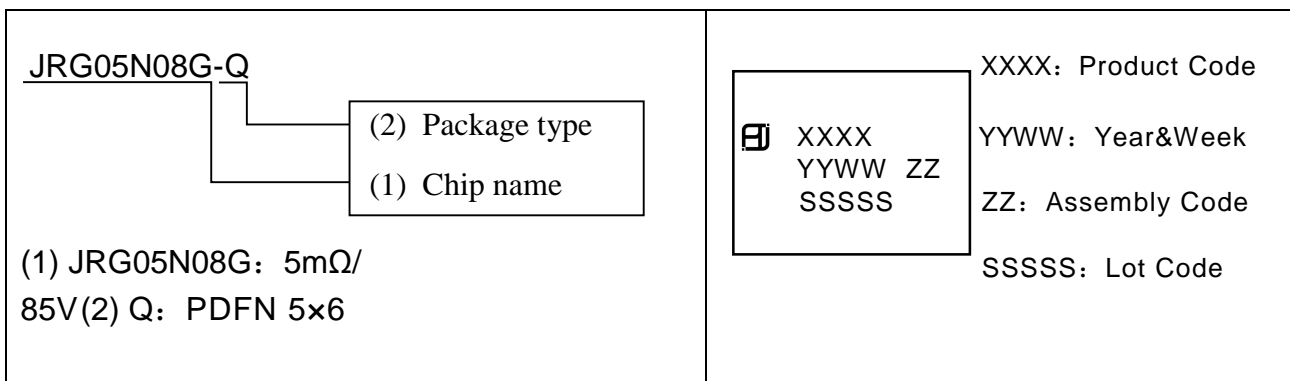 JRG05N08G-Q
(2) Package type
(1) Chip name
(1) JRG05N08G：5mΩ/
85V(2) Q：PDFN 5×6
XXXX
YYWW ZZ
SSSSS
XXXX：Product Code
YYWW：Year&Week
ZZ：Assembly Code
SSSSS：Lot Code